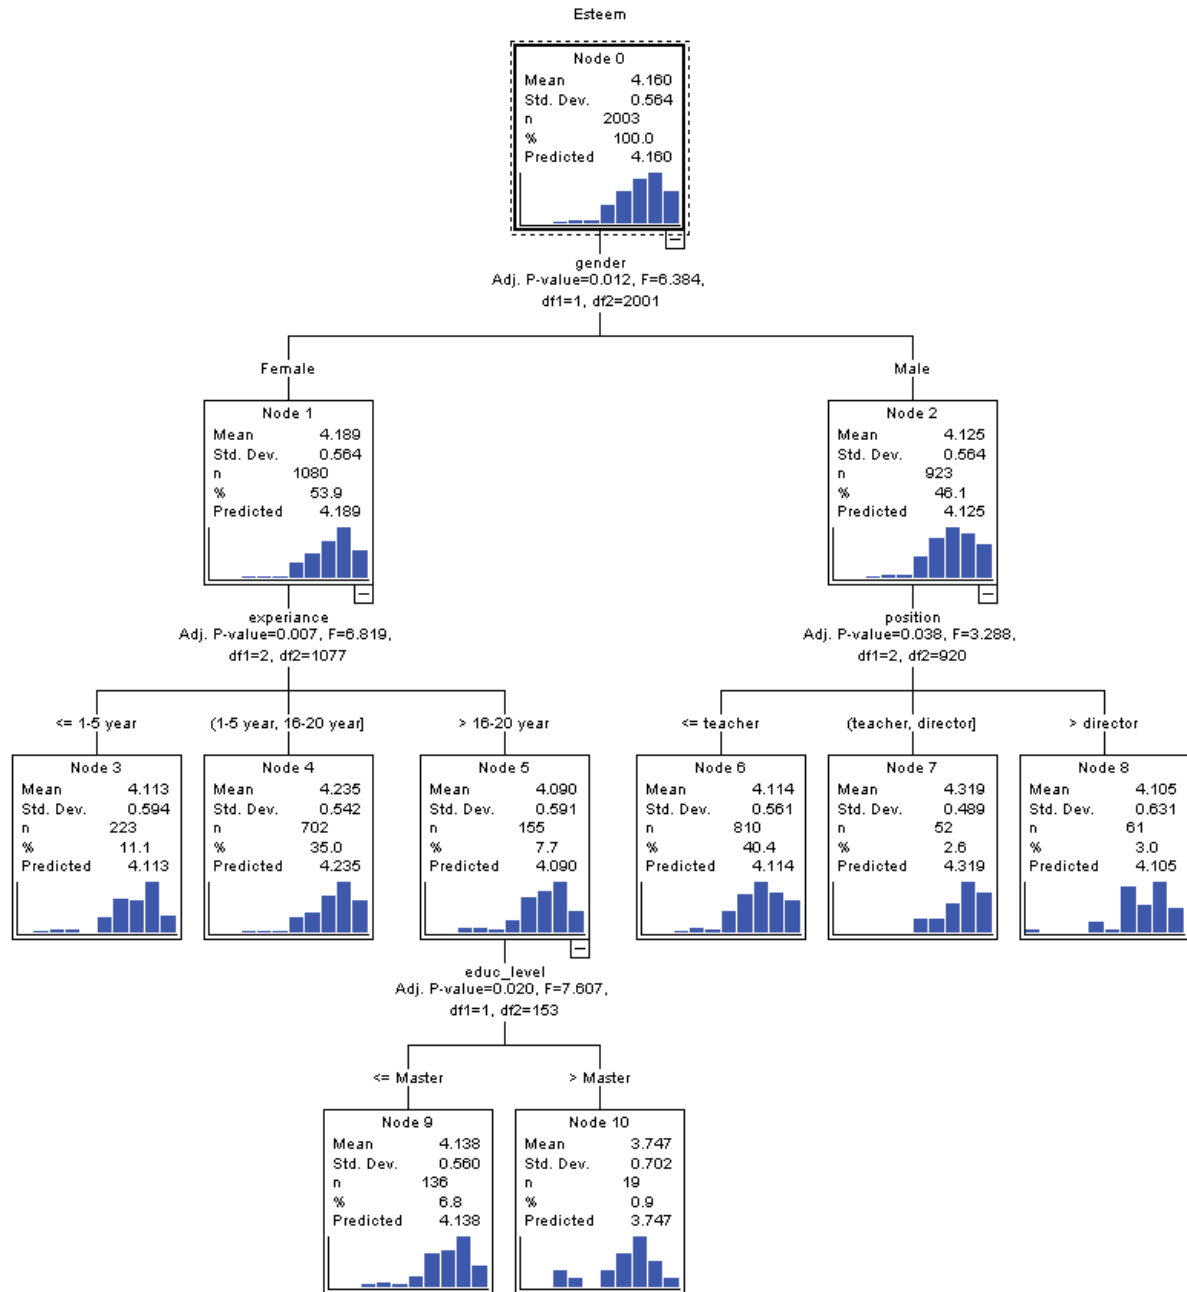 Esteem
Node 0
Mean 4.160
Std. Dev. 0.564
n 2003
% 100.0
Predicted 4.160
gender
Adj. P-value=0.012, F=6.384,
df1=1, df2=2001
Female
Male
Node 1
Mean 4.189
Std. Dev. 0.564
n 1080
% 53.9
Predicted 4.189
Node 2
Mean 4.125
Std. Dev. 0.564
n 923
% 46.1
Predicted 4.125
experiance
Adj. P-value=0.007, F=6.819,
df1=2, df2=1077
position
Adj. P-value=0.038, F=3.288,
df1=2, df2=920
<= 1-5 year
(1-5 year, 16-20 year]
> 16-20 year
<= teacher
(teacher, director]
> director
Node 3
Mean 4.113
Std. Dev. 0.594
n 223
% 11.1
Predicted 4.113
Node 4
Mean 4.235
Std. Dev. 0.542
n 702
% 35.0
Predicted 4.235
Node 5
Mean 4.090
Std. Dev. 0.591
n 155
% 7.7
Predicted 4.090
Node 6
Mean 4.114
Std. Dev. 0.561
n 810
% 40.4
Predicted 4.114
Node 7
Mean 4.319
Std. Dev. 0.489
n 52
% 2.6
Predicted 4.319
Node 8
Mean 4.105
Std. Dev. 0.631
n 61
% 3.0
Predicted 4.105
educ_level
Adj. P-value=0.020, F=7.607,
df1=1, df2=153
<= Master
> Master
Node 9
Mean 4.138
Std. Dev. 0.560
n 136
% 6.8
Predicted 4.138
Node 10
Mean 3.747
Std. Dev. 0.702
n 19
% 0.9
Predicted 3.747